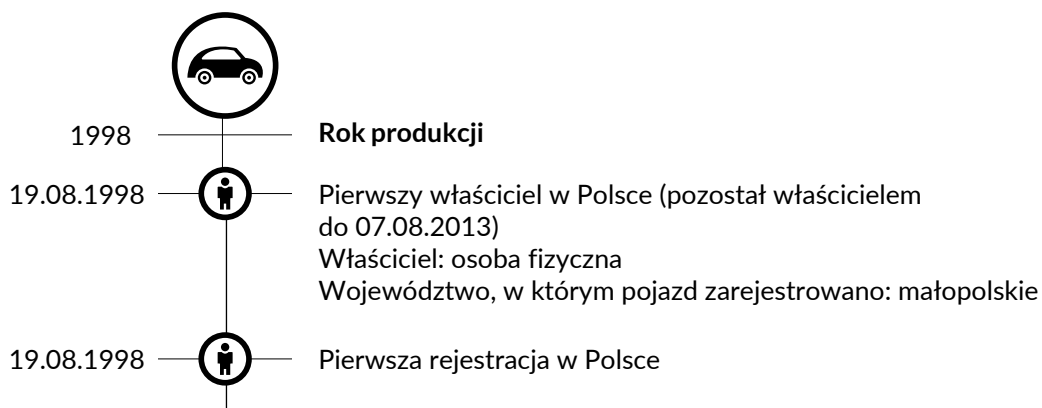 1998
Rok produkcji
19.08.1998
Pierwszy właściciel w Polsce (pozostał właścicielem
do 07.08.2013)
Właściciel: osoba fizyczna
Województwo, w którym pojazd zarejestrowano: małopolskie
19.08.1998
Pierwsza rejestracja w Polsce